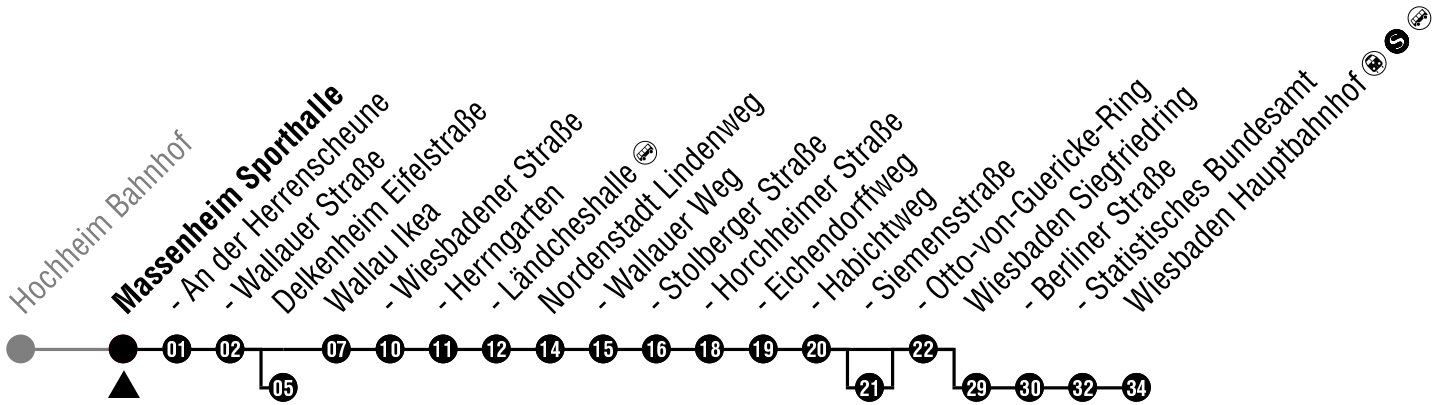 Hochheim Bahnhof
Massenheim Sporthalle
- An der Herrenscheune
- Wallauer Straße
Delkenheim Eifelstraße
Wallau Ikea
- Wiesbadener Straße
- Herrngarten
- Ländcheshalle
Nordenstadt Lindenweg
- Wallauer Weg
- Stolberger Straße
- Horchheimer Straße
- Eichendorffweg
- Habichtweg
- Siemensstraße
- Otto-von-Guericke-Ring
Wiesbaden Siegfriedring
- Berliner Straße
- Statistisches Bundesamt
Wiesbaden Hauptbahnhof S
01 02 07 10 11 12 14 15 16 18 19 20 22
05 21 29 30 32 34